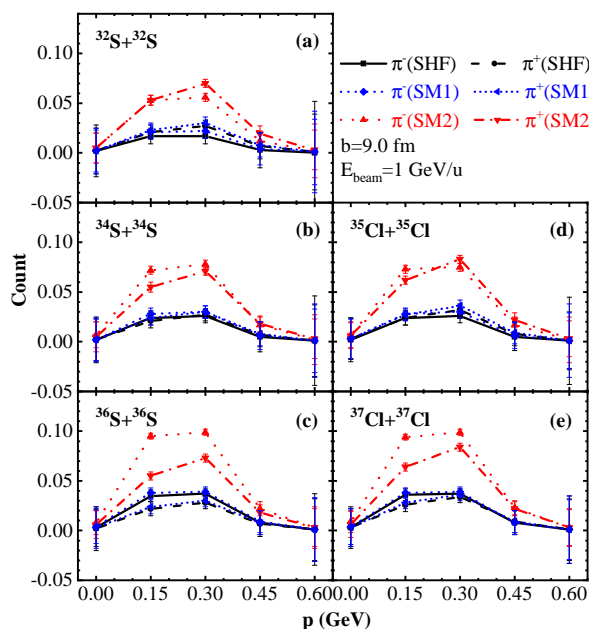 ³²S+³²S
(a)
0.10
0.05
0.00
-0.05
π⁻(SHF) π⁺(SHF)
π⁻(SM1) π⁺(SM1
π⁻(SM2) π⁺(SM2
b=9.0 fm
E_beam=1 GeV/u
³⁴S+³⁴S
(b)
0.10
0.05
0.00
-0.05
³⁵Cl+³⁵Cl
(d)
Count
³⁶S+³⁶S
(c)
0.10
0.05
0.00
-0.05
³⁷Cl+³⁷Cl
(e)
0.00 0.15 0.30 0.45 0.60
0.00 0.15 0.30 0.45 0.60
p (GeV)
p (GeV)